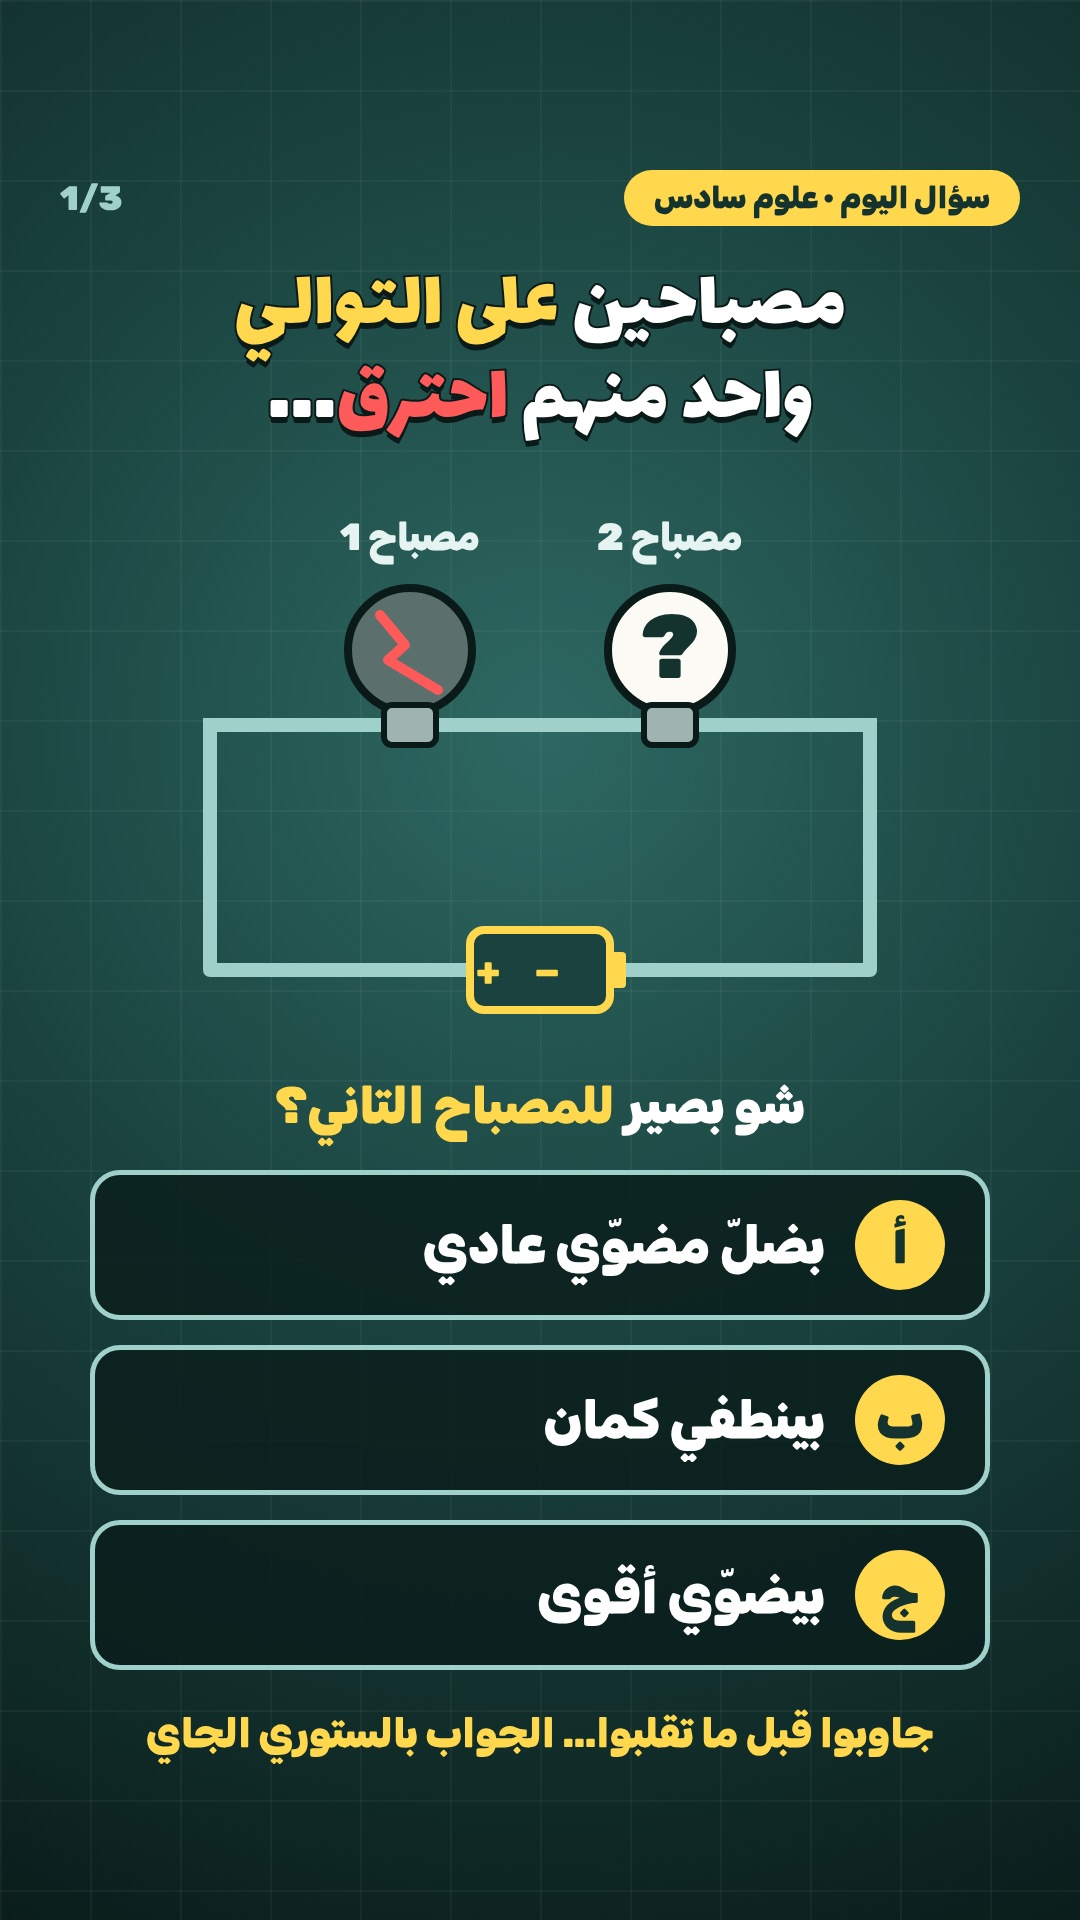 سؤال اليوم • علوم سادس
1/3
مصباحين على التوالي
واحد منهم احترق...
مصباح 2
مصباح 1
?
+ −
شو بصير للمصباح التاني؟
أ بضلّ مضوّي عادي
ب بينطفي كمان
ج بيضوّي أقوى
جاوبوا قبل ما تقلبوا... الجواب بالستوري الجاي